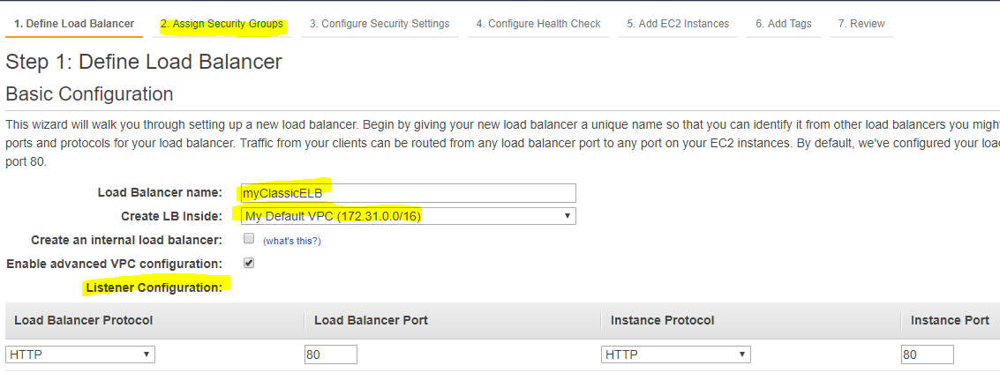 1. Define Load Balancer 2. Assign Security Groups 3. Configure Security Settings 4. Configure Health Check 5. Add EC2 Instances 6. Add Tags 7. Review
Step 1: Define Load Balancer
Basic Configuration
This wizard will walk you through setting up a new load balancer. Begin by giving your new load balancer a unique name so that you can identify it from other load balancers you migh
ports and protocols for your load balancer. Traffic from your clients can be routed from any load balancer port to any port on your EC2 instances. By default, we've configured your loa
port 80.
Load Balancer name: myClassicELB
Create LB Inside: My Default VPC (172.31.0.0/16)
Create an internal load balancer: (what's this?)
Enable advanced VPC configuration:
Listener Configuration:
Load Balancer Protocol Load Balancer Port Instance Protocol Instance Port
HTTP 80 HTTP 80